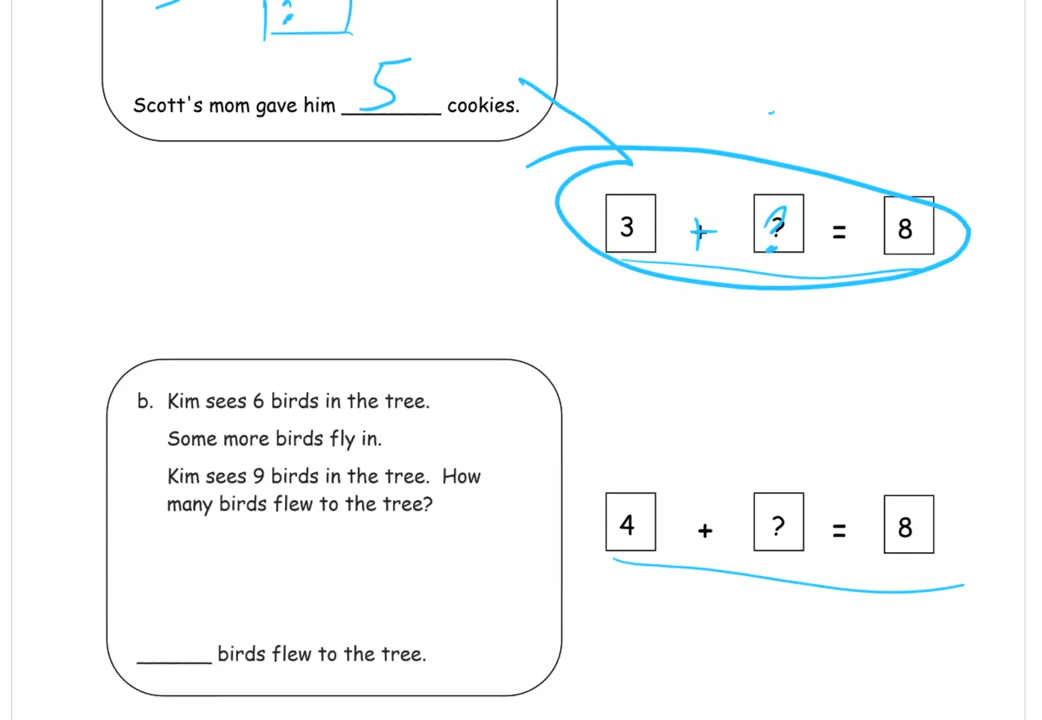 ?
Scott's mom gave him 5 cookies.
3 + ? = 8
b. Kim sees 6 birds in the tree.
Some more birds fly in.
Kim sees 9 birds in the tree. How
many birds flew to the tree?
4 + ? = 8
______ birds flew to the tree.